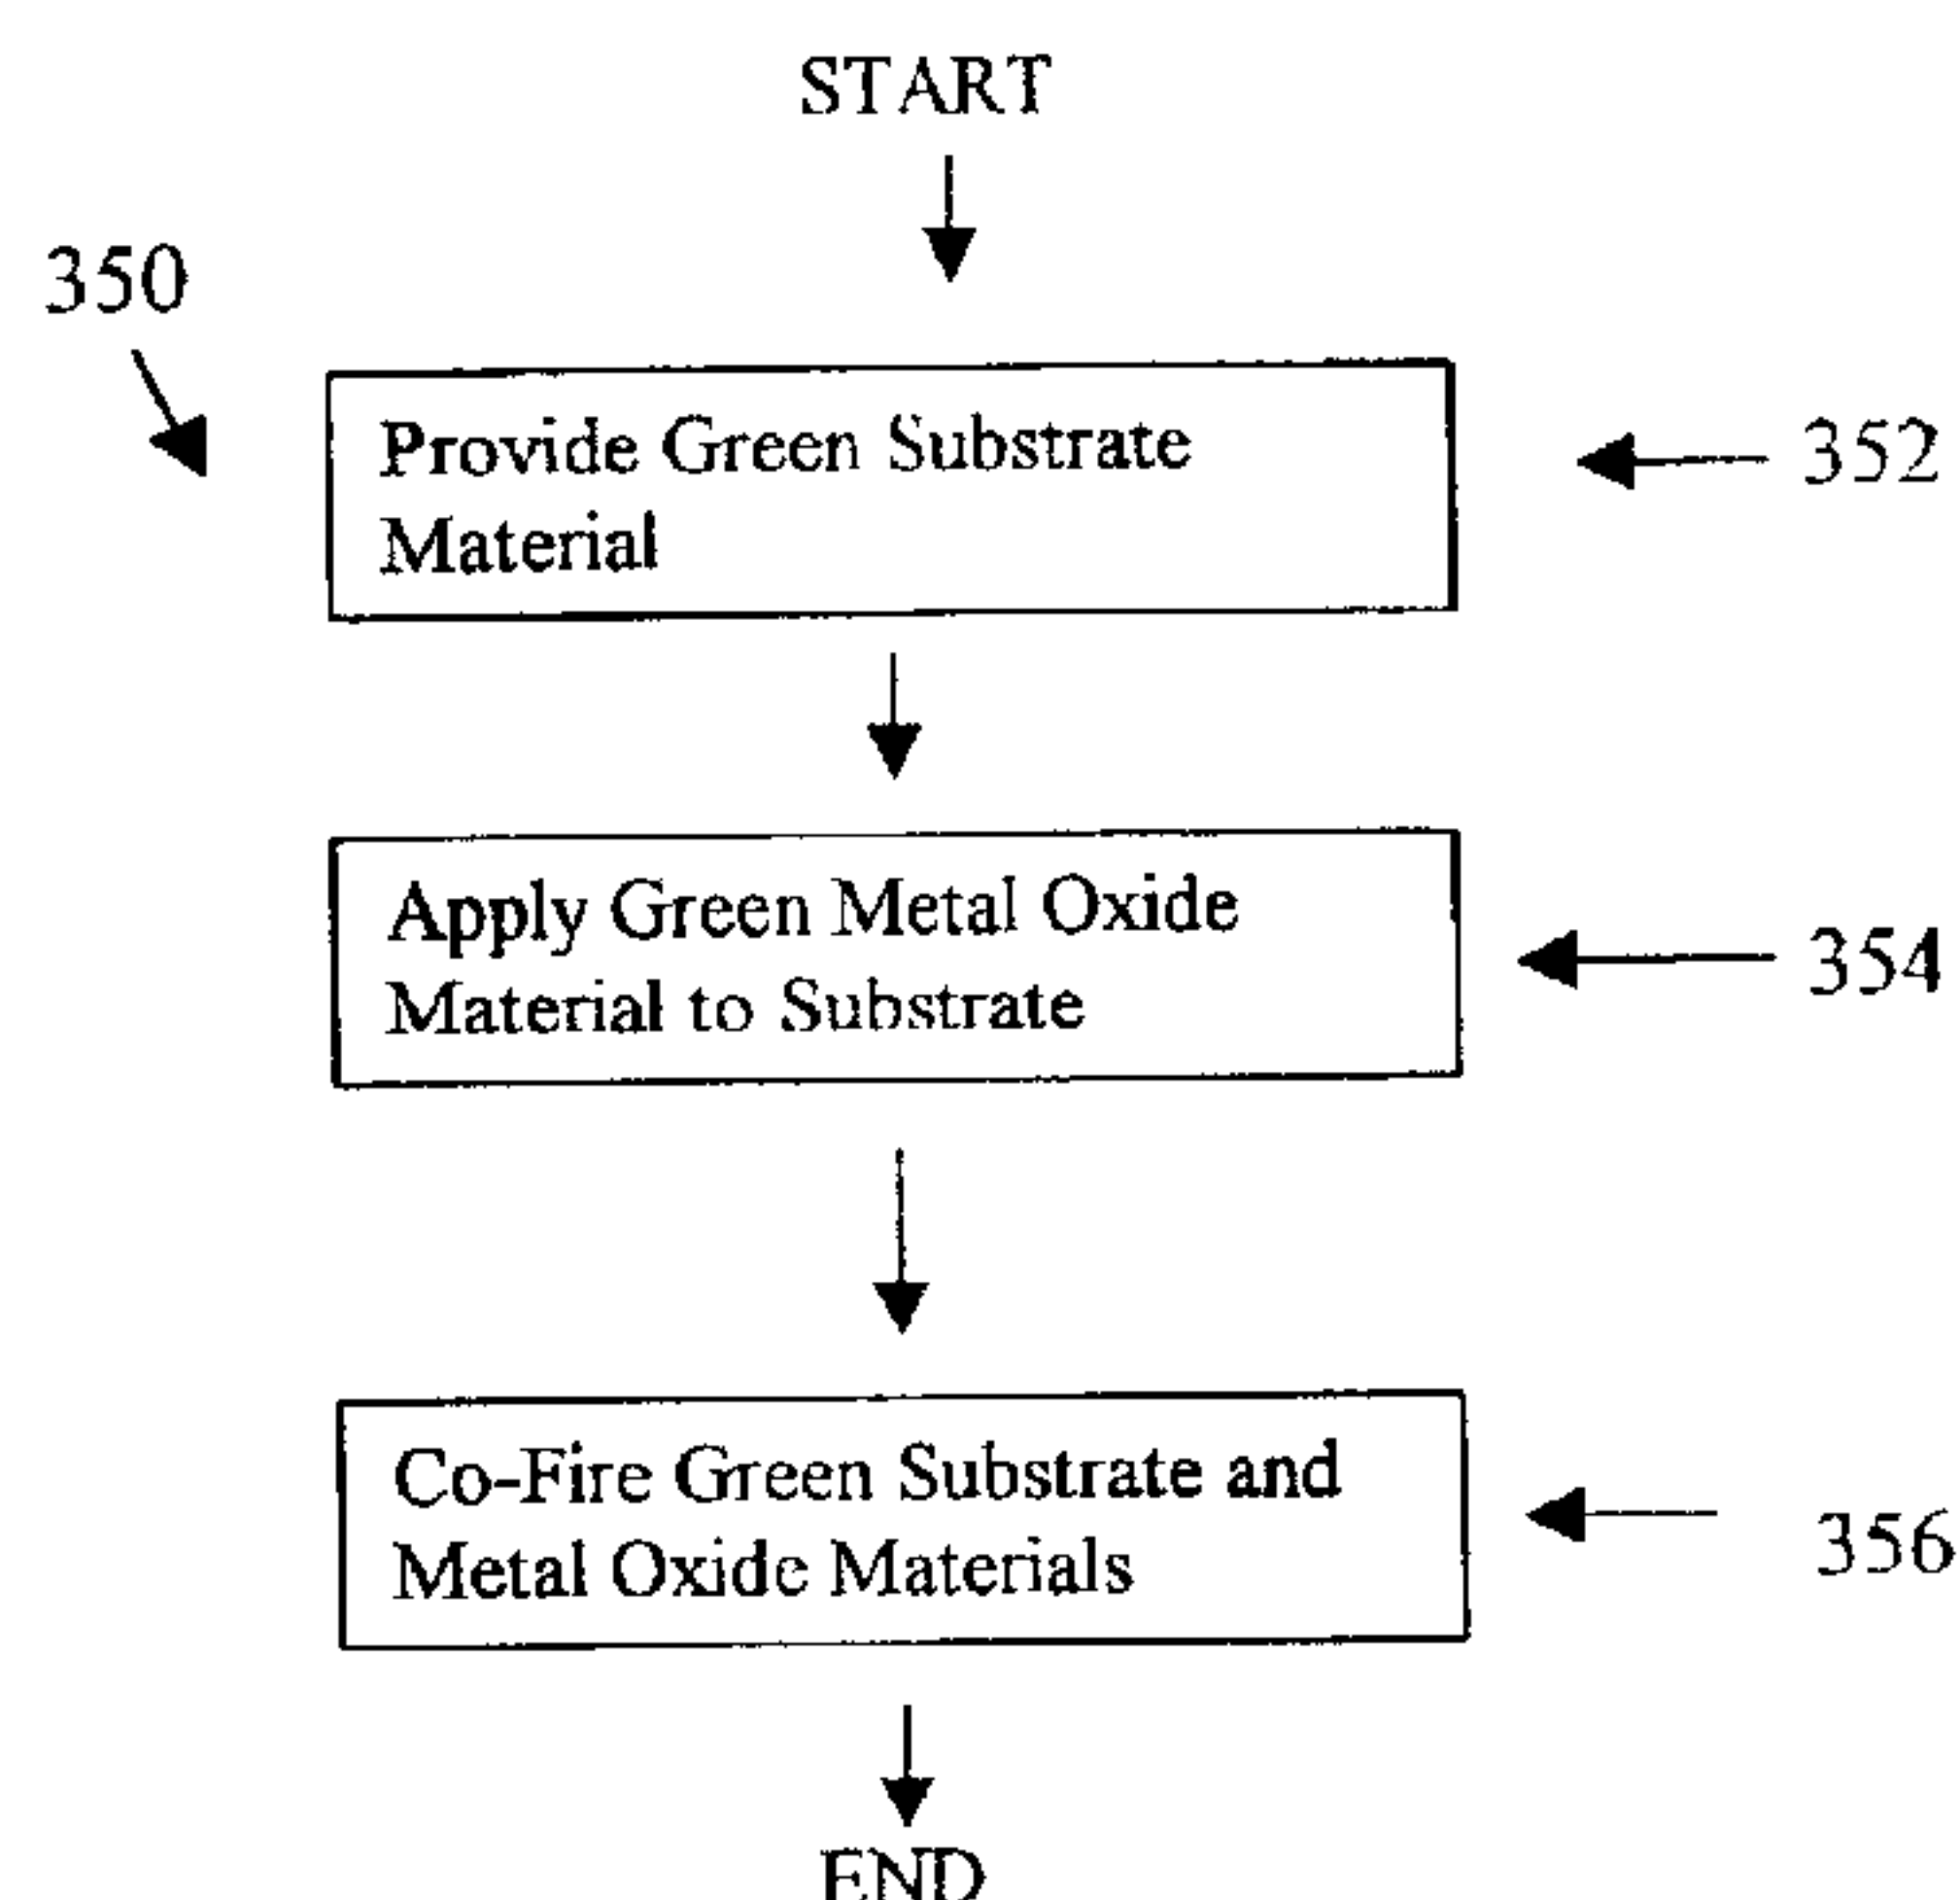 START
350
Provide Green Substrate
Material
352
Apply Green Metal Oxide
Material to Substrate
354
Co-Fire Green Substrate and
Metal Oxide Materials
356
END